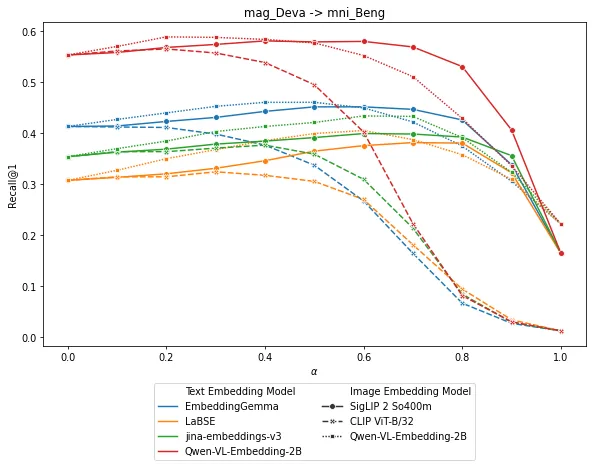 mag_Deva -> mni_Beng
Recall@1
0.6
0.5
0.4
0.3
0.2
0.1
0.0
0.0 0.2 0.4 0.6 0.8 1.0
α
Text Embedding Model Image Embedding Model
EmbeddingGemma SigLIP 2 So400m
LaBSE CLIP ViT-B/32
jina-embeddings-v3 Qwen-VL-Embedding-2B
Qwen-VL-Embedding-2B